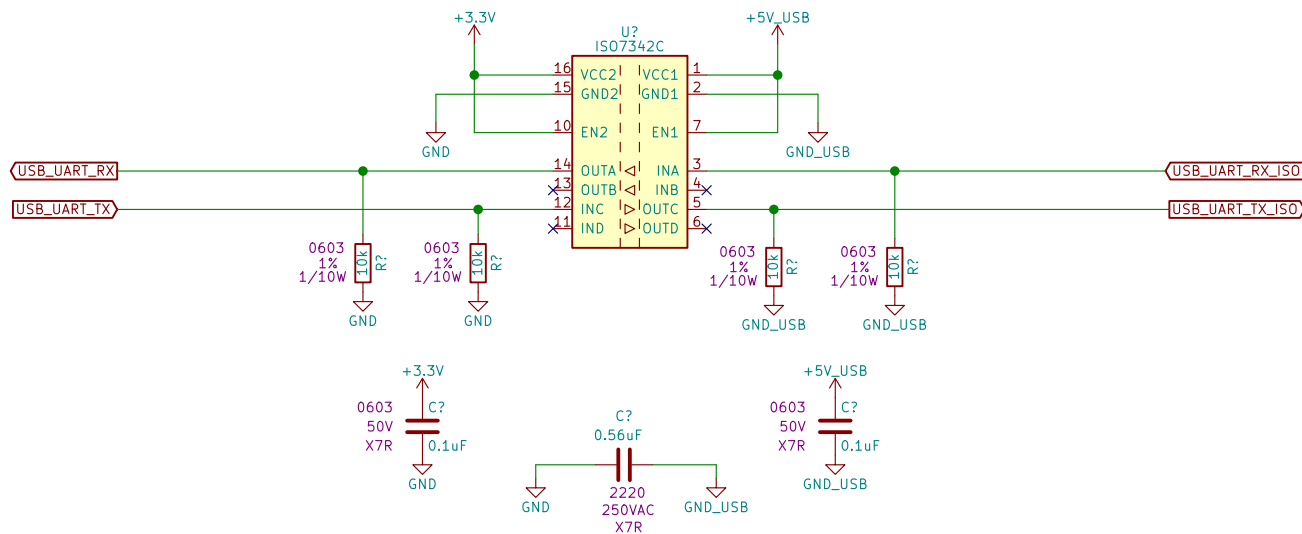 +3.3V
+5V_USB
U?
ISO7342C
16 VCC2 VCC1 1
15 GND2 GND1 2
10 EN2 EN1 7
GND
GND_USB
USB_UART_RX
14 OUTA INA 3
USB_UART_RX_ISO
13 OUTB INB 4
USB_UART_TX
12 INC OUTC 5
USB_UART_TX_ISO
11 IND OUTD 6
0603
1%
1/10W
10k
R?
GND
0603
1%
1/10W
10k
R?
GND
0603
1%
1/10W
10k
R?
GND_USB
0603
1%
1/10W
10k
R?
GND_USB
+3.3V
0603
50V
X7R
C?
0.1uF
GND
C?
0.56uF
GND
2220
250VAC
X7R
GND_USB
+5V_USB
0603
50V
X7R
C?
0.1uF
GND_USB